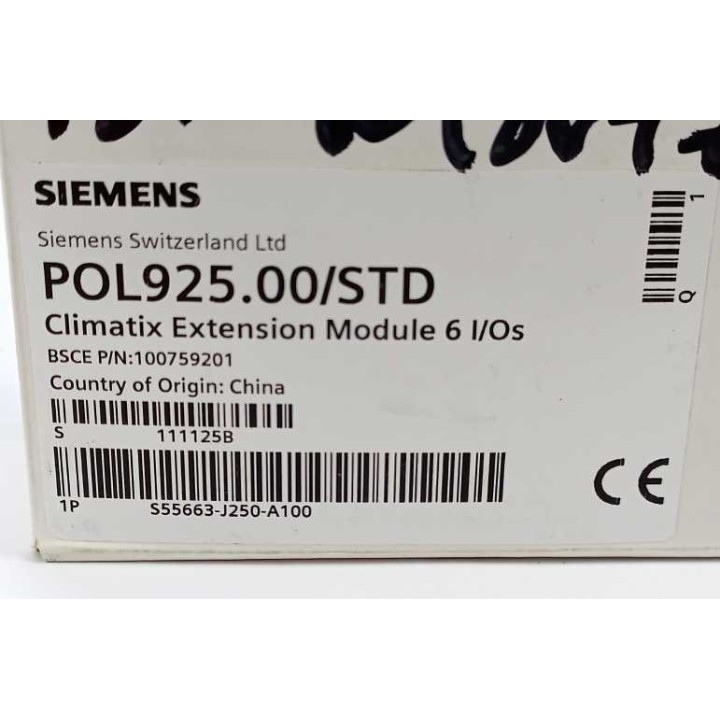 SIEMENS
Siemens Switzerland Ltd
POL925.00/STD
Climatix Extension Module 6 I/Os
BSCE P/N:100759201
Country of Origin: China
S 111125B
1P S55663-J250-A100
Q 1
CE